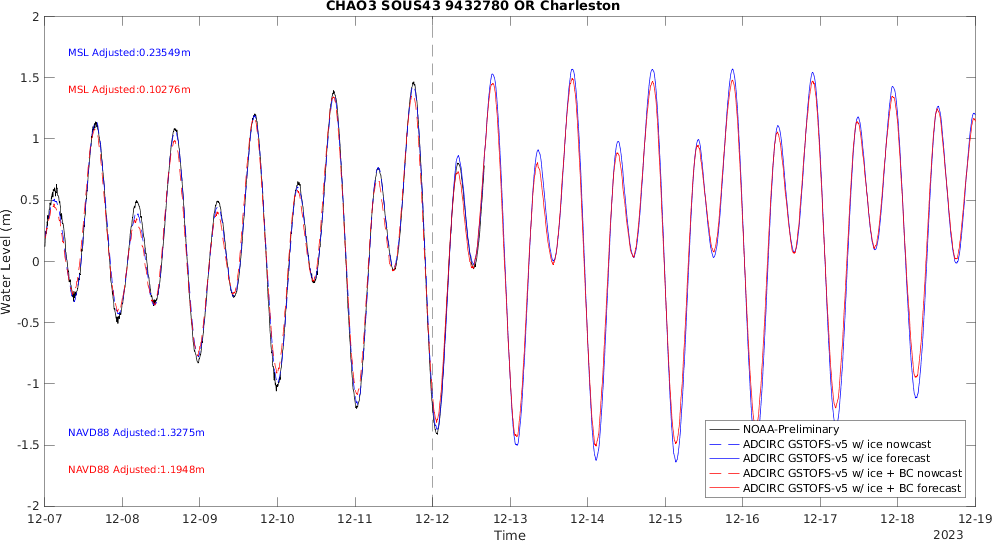 CHAO3 SOUS43 9432780 OR Charleston
MSL Adjusted:0.23549m
MSL Adjusted:0.10276m
NAVD88 Adjusted:1.3275m
NAVD88 Adjusted:1.1948m
Water Level (m)
2
1.5
1
0.5
0
-0.5
-1
-1.5
-2
NOAA-Preliminary
ADCIRC GSTOFS-v5 w/ ice nowcast
ADCIRC GSTOFS-v5 w/ ice forecast
ADCIRC GSTOFS-v5 w/ ice + BC nowcast
ADCIRC GSTOFS-v5 w/ ice + BC forecast
12-07 12-08 12-09 12-10 12-11 12-12 12-13 12-14 12-15 12-16 12-17 12-18 12-19
Time
2023